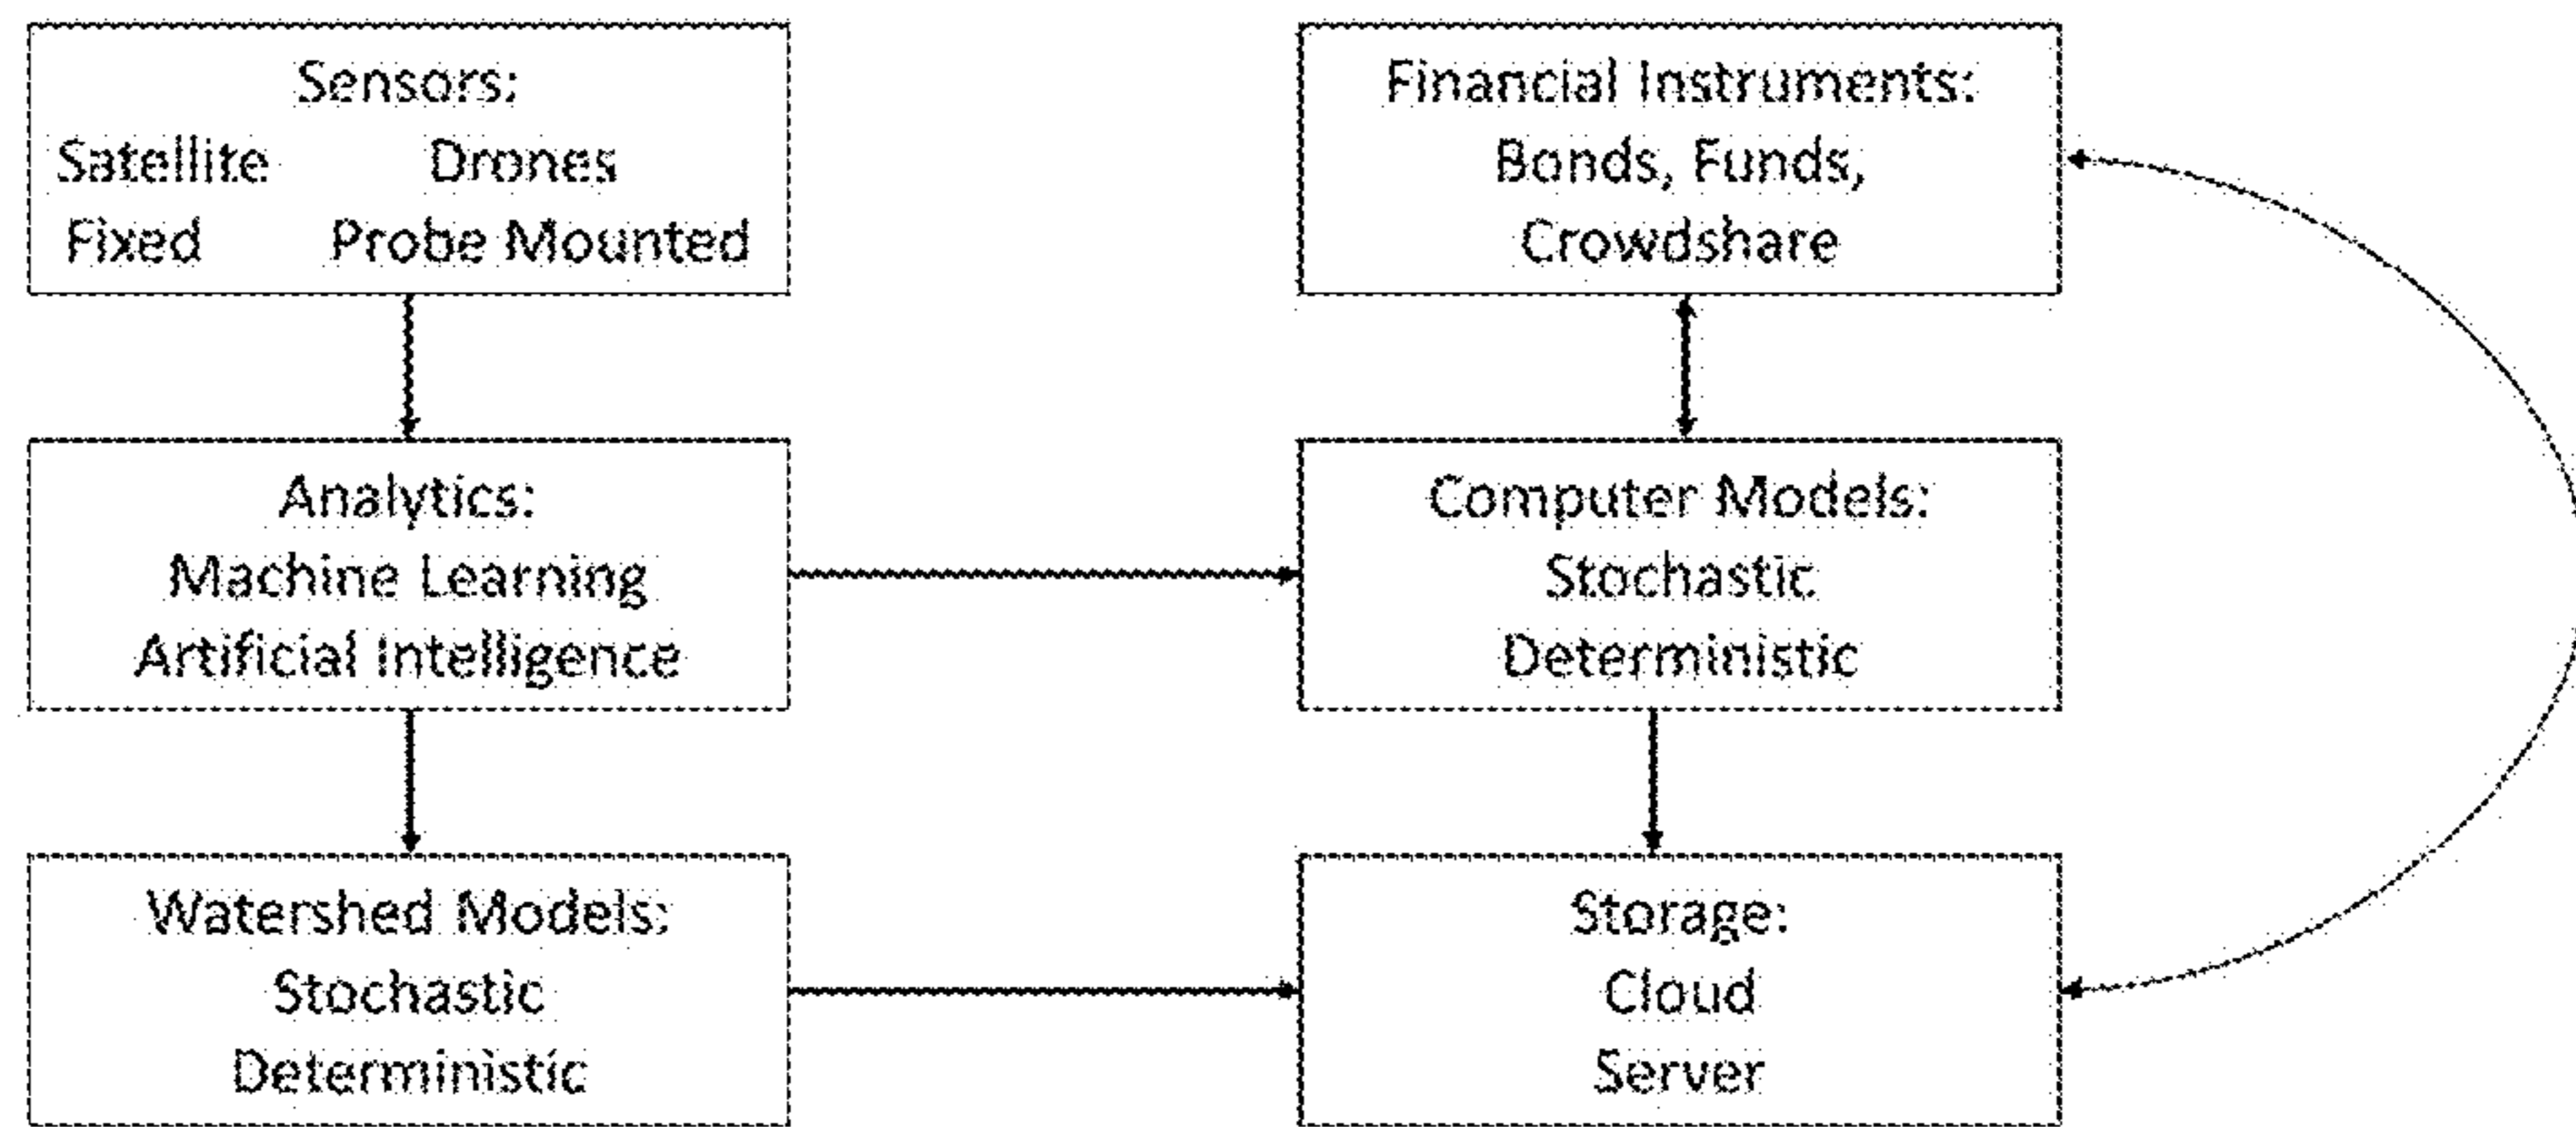 Sensors:
Satellite Drones
Fixed Probe Mounted
Financial Instruments:
Bonds, Funds,
Crowdshare
Analytics:
Machine Learning
Artificial Intelligence
Computer Models:
Stochastic
Deterministic
Watershed Models:
Stochastic
Deterministic
Storage:
Cloud
Server